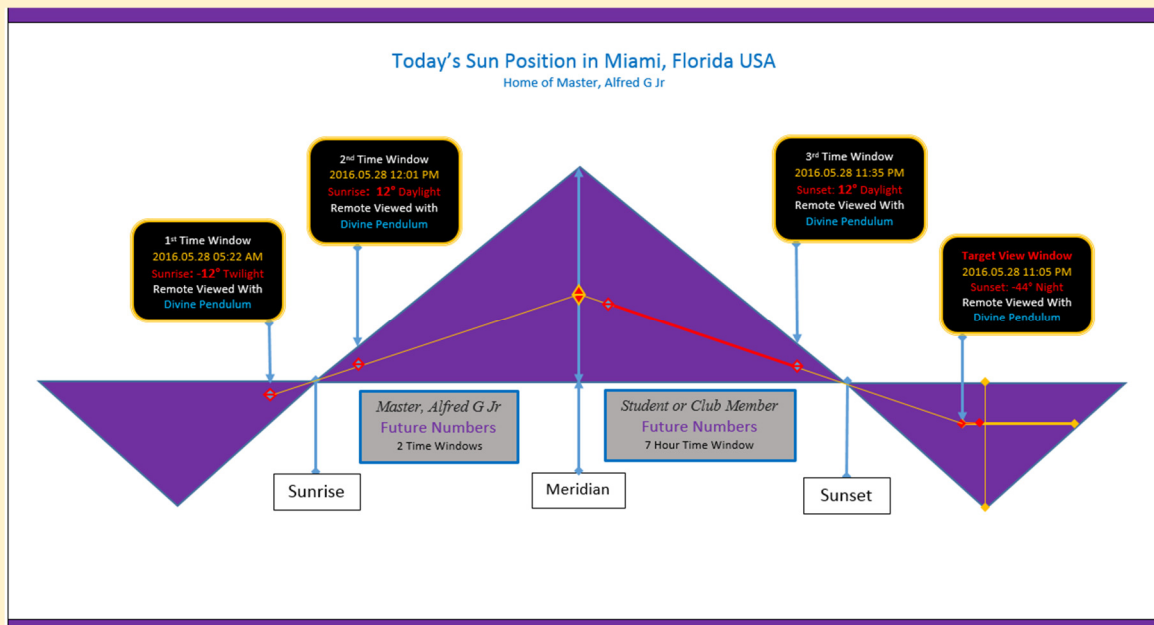 Today's Sun Position in Miami, Florida USA
Home of Master, Alfred G Jr
2nd Time Window
2016.05.28 12:01 PM
Sunrise: 12° Daylight
Remote Viewed with
Divine Pendulum
3rd Time Window
2016.05.28 11:35 PM
Sunset: 12° Daylight
Remote Viewed With
Divine Pendulum
1st Time Window
2016.05.28 05:22 AM
Sunrise: -12° Twilight
Remote Viewed With
Divine Pendulum
Target View Window
2016.05.28 11:05 PM
Sunset: -44° Night
Remote Viewed With
Divine Pendulum
Master, Alfred G Jr
Future Numbers
2 Time Windows
Student or Club Member
Future Numbers
7 Hour Time Window
Sunrise
Meridian
Sunset